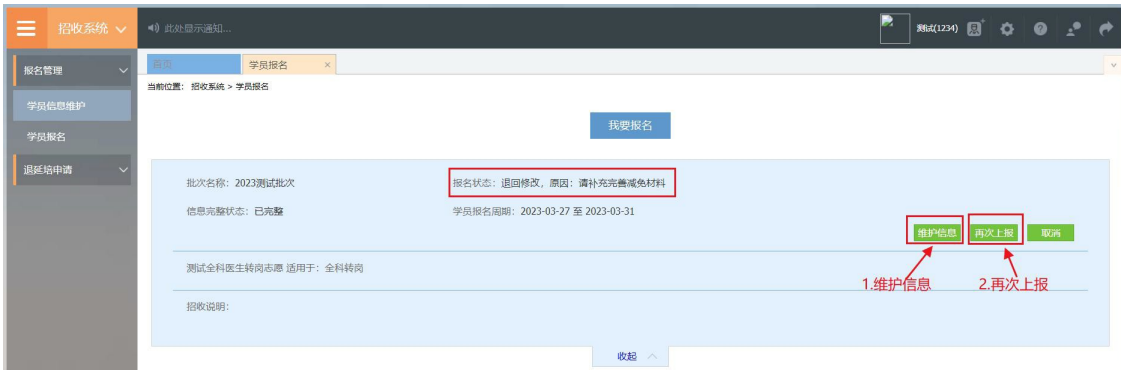 招收系统
此处显示通知...
测试(1234)
报名管理
学员信息维护
学员报名
退延培申请
首页
学员报名 ×
当前位置： 招收系统 > 学员报名
我要报名
批次名称：2023测试批次
报名状态：退回修改，原因：请补充完善减免材料
信息完整状态：已完整
学员报名周期：2023-03-27 至 2023-03-31
维护信息 再次上报 取消
测试全科医生转岗志愿 适用于：全科转岗
1.维护信息 2.再次上报
招收说明：
收起